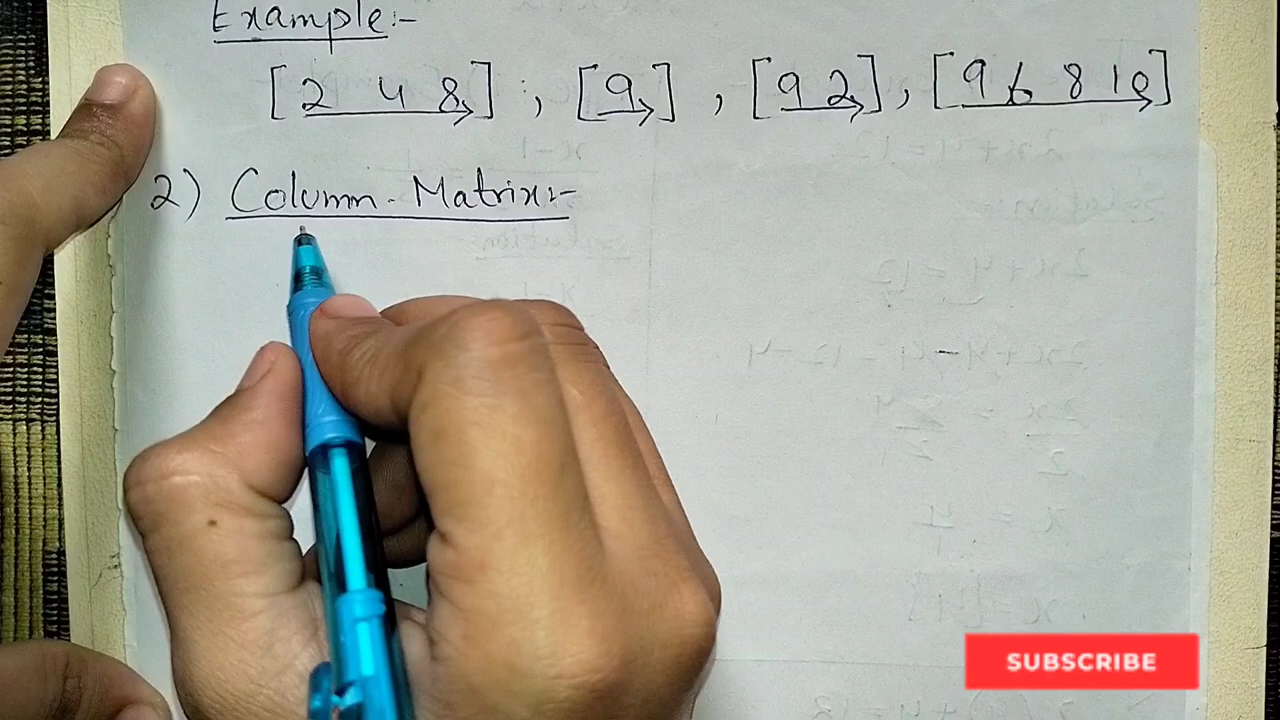 Example:-
[2 4 8] ; [9] , [9 2] , [9 6 8 10]
2) Column-Matrix:-
SUBSCRIBE